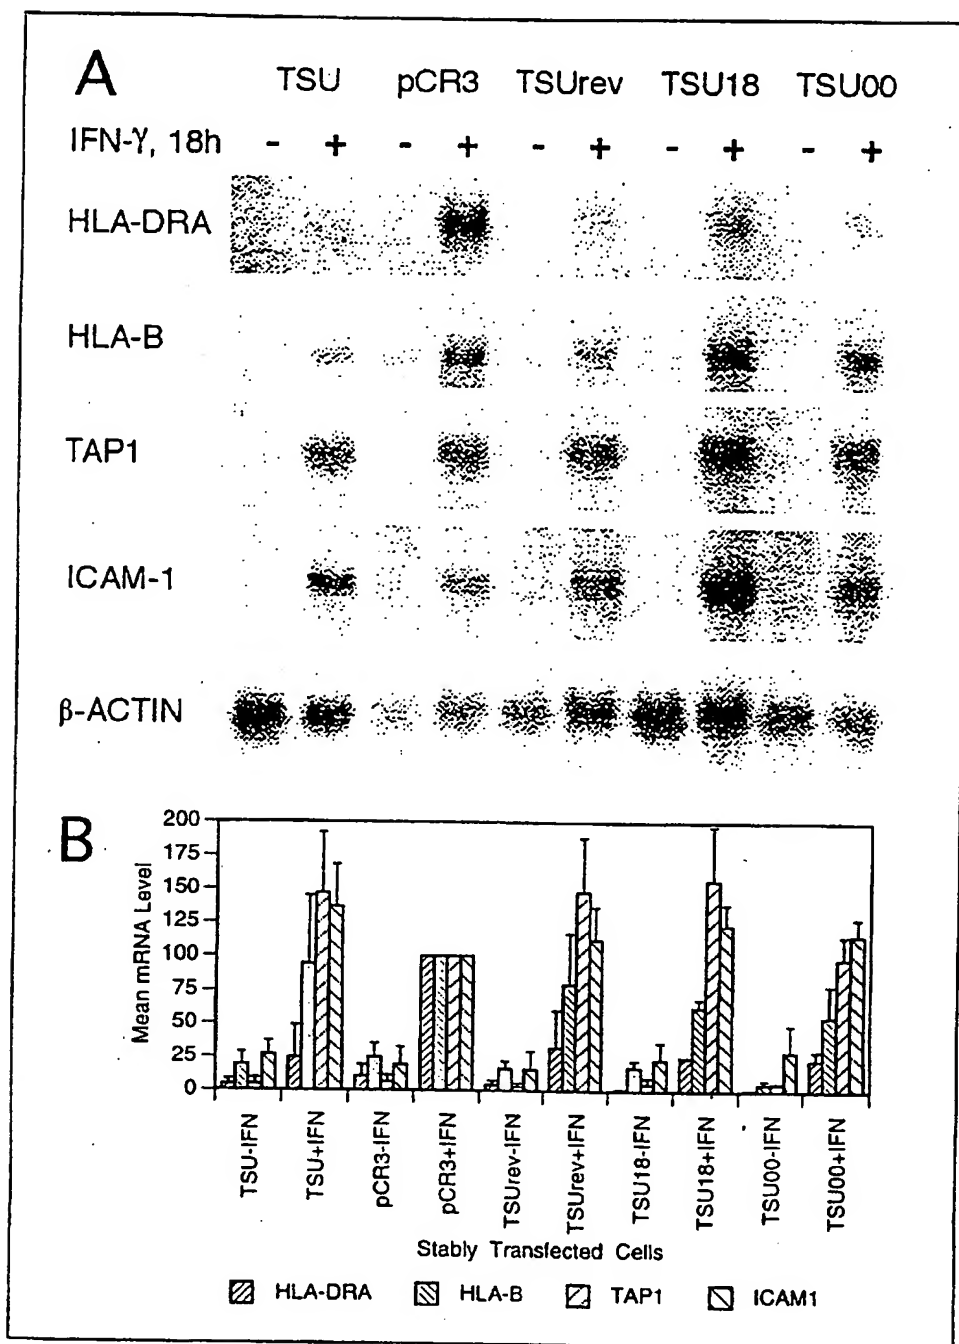 A
TSU pCR3 TSUrev TSU18 TSU00
IFN-γ, 18h - + - + - + - + - +
HLA-DRA
HLA-B
TAP1
ICAM-1
β-ACTIN
B
Mean mRNA Level
200
175
150
125
100
75
50
25
0
TSU-IFN
TSU+IFN
pCR3-IFN
pCR3+IFN
TSUrev-IFN
TSUrev+IFN
TSU18-IFN
TSU18+IFN
TSU00-IFN
TSU00+IFN
Stably Transfected Cells
HLA-DRA HLA-B TAP1 ICAM1